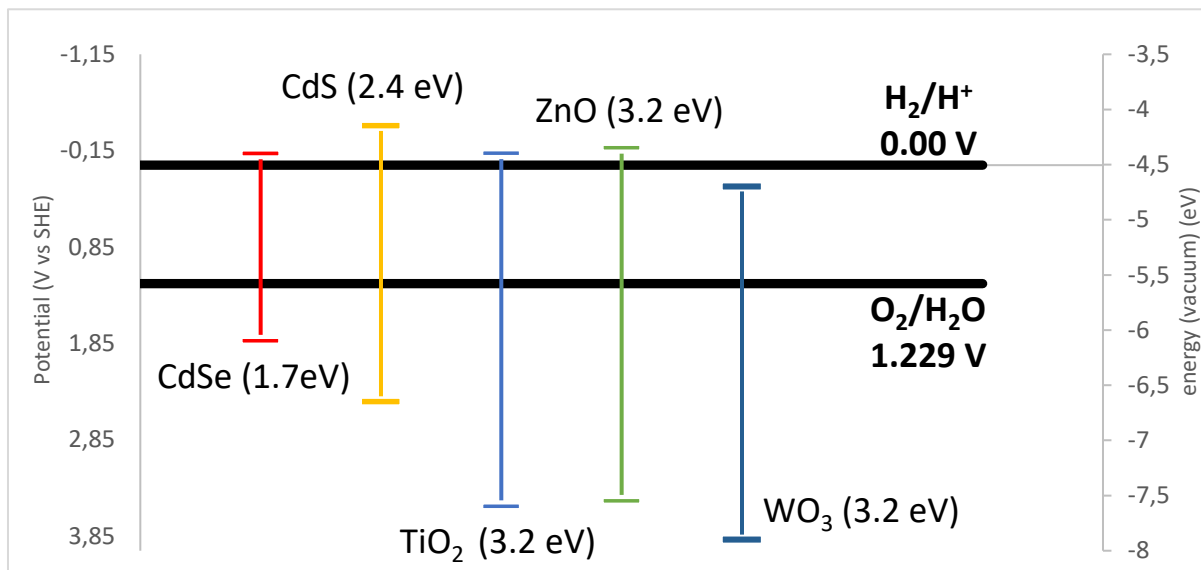 -1,15
-0,15
0,85
1,85
2,85
3,85
Potential (V vs SHE)
CdS (2.4 eV)
ZnO (3.2 eV)
H₂/H⁺
0.00 V
O₂/H₂O
1.229 V
CdSe (1.7eV)
TiO₂ (3.2 eV)
WO₃ (3.2 eV)
-3,5
-4
-4,5
-5
-5,5
-6
-6,5
-7
-7,5
-8
energy (vacuum) (eV)